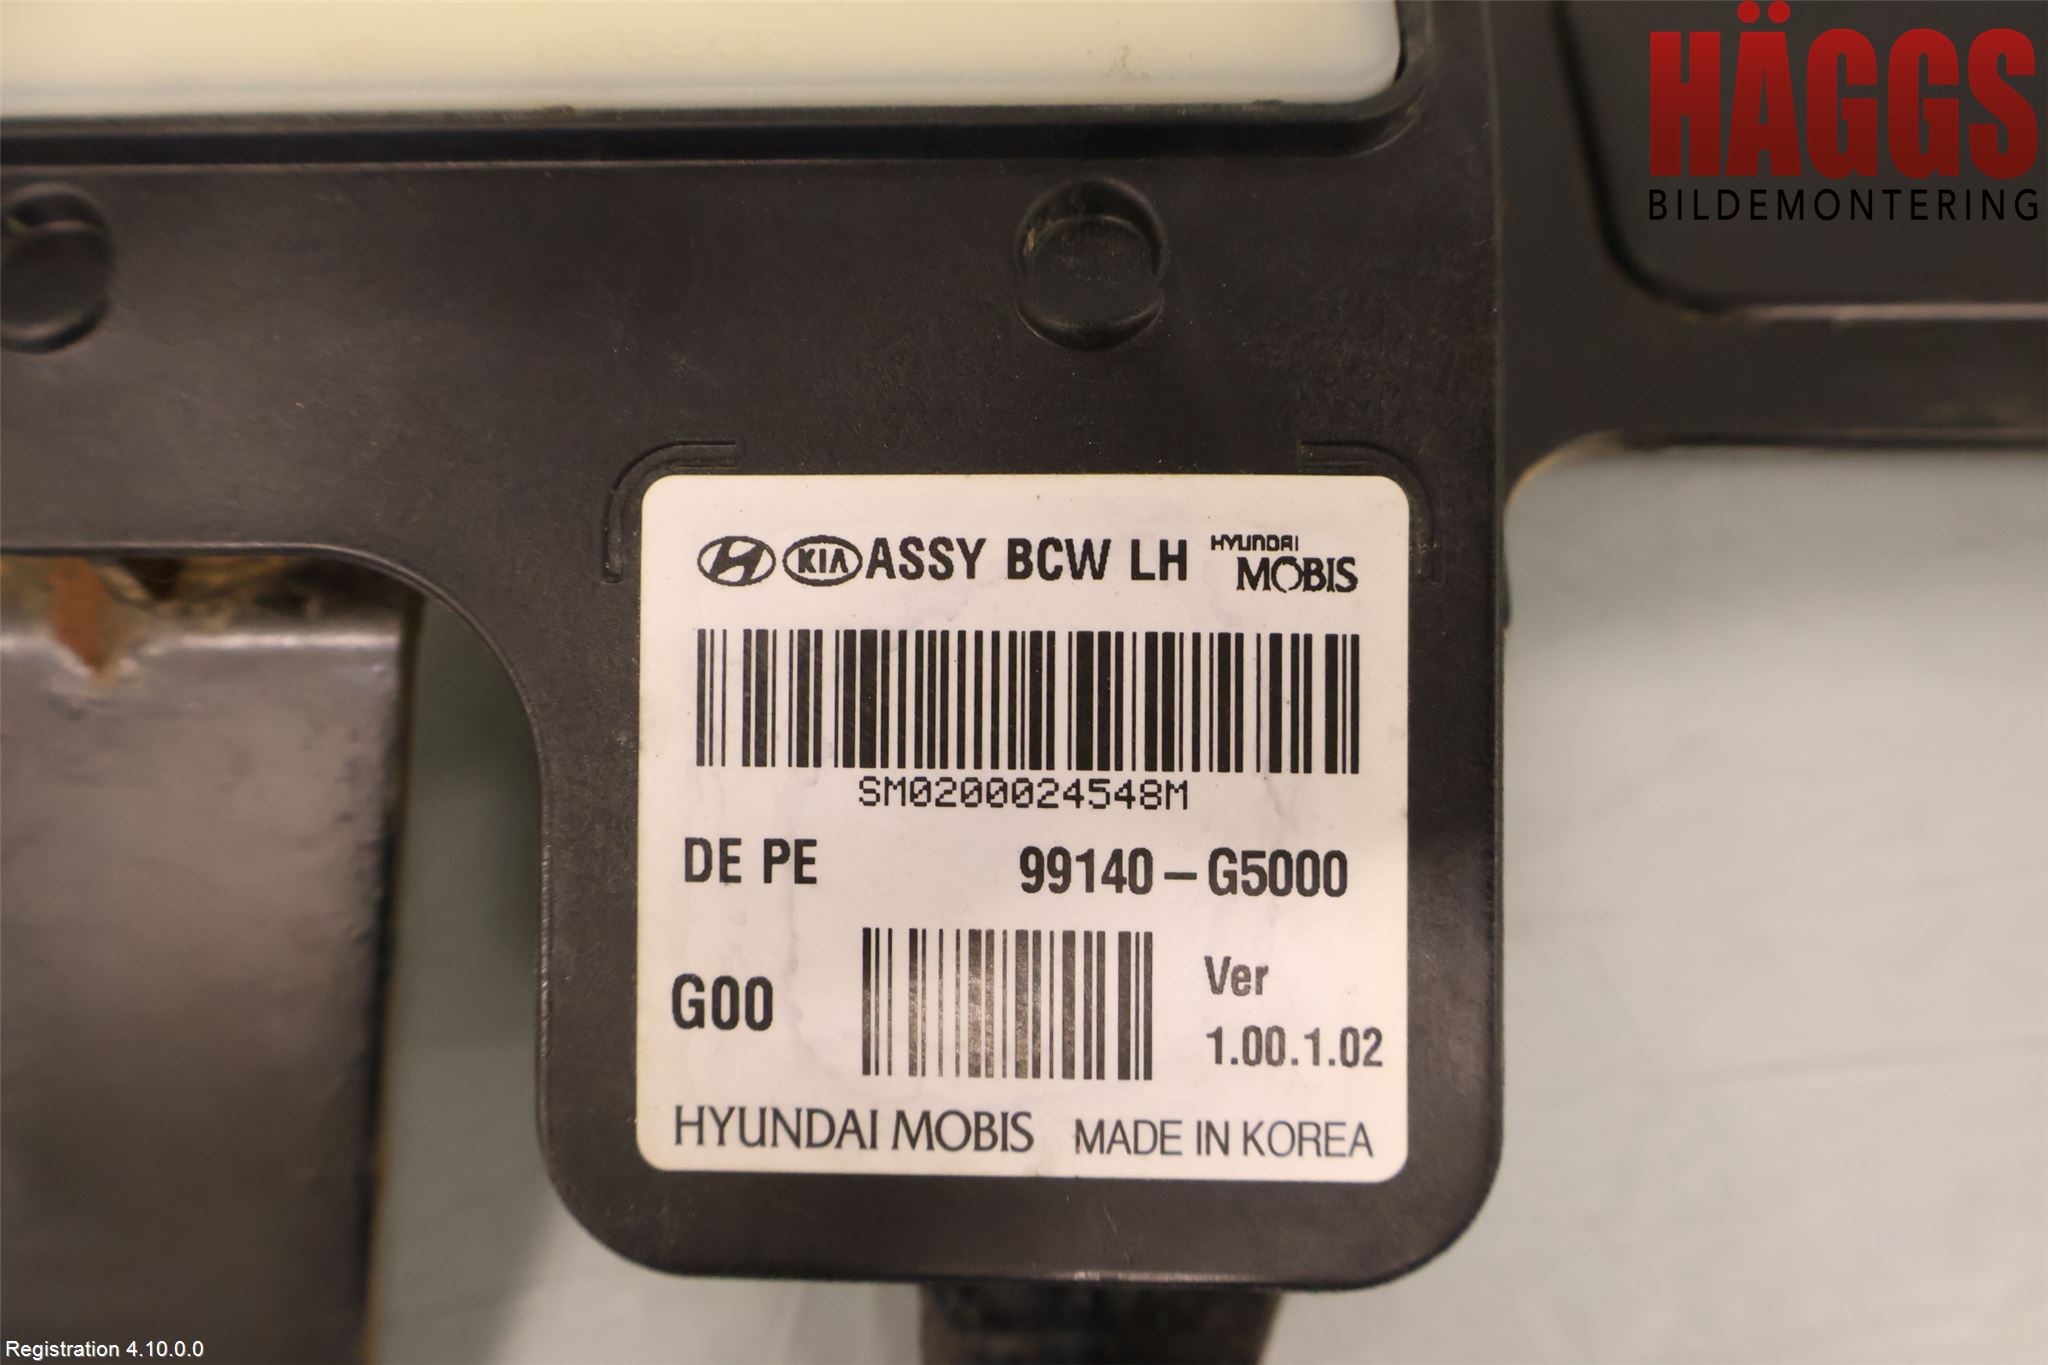 HÄGGS
BILDEMONTERING
KIA ASSY BCW LH HYUNDAI MOBIS
SM0200024548M
DE PE 99140-G5000
G00 Ver
1.00.1.02
HYUNDAI MOBIS MADE IN KOREA
Registration 4.10.0.0